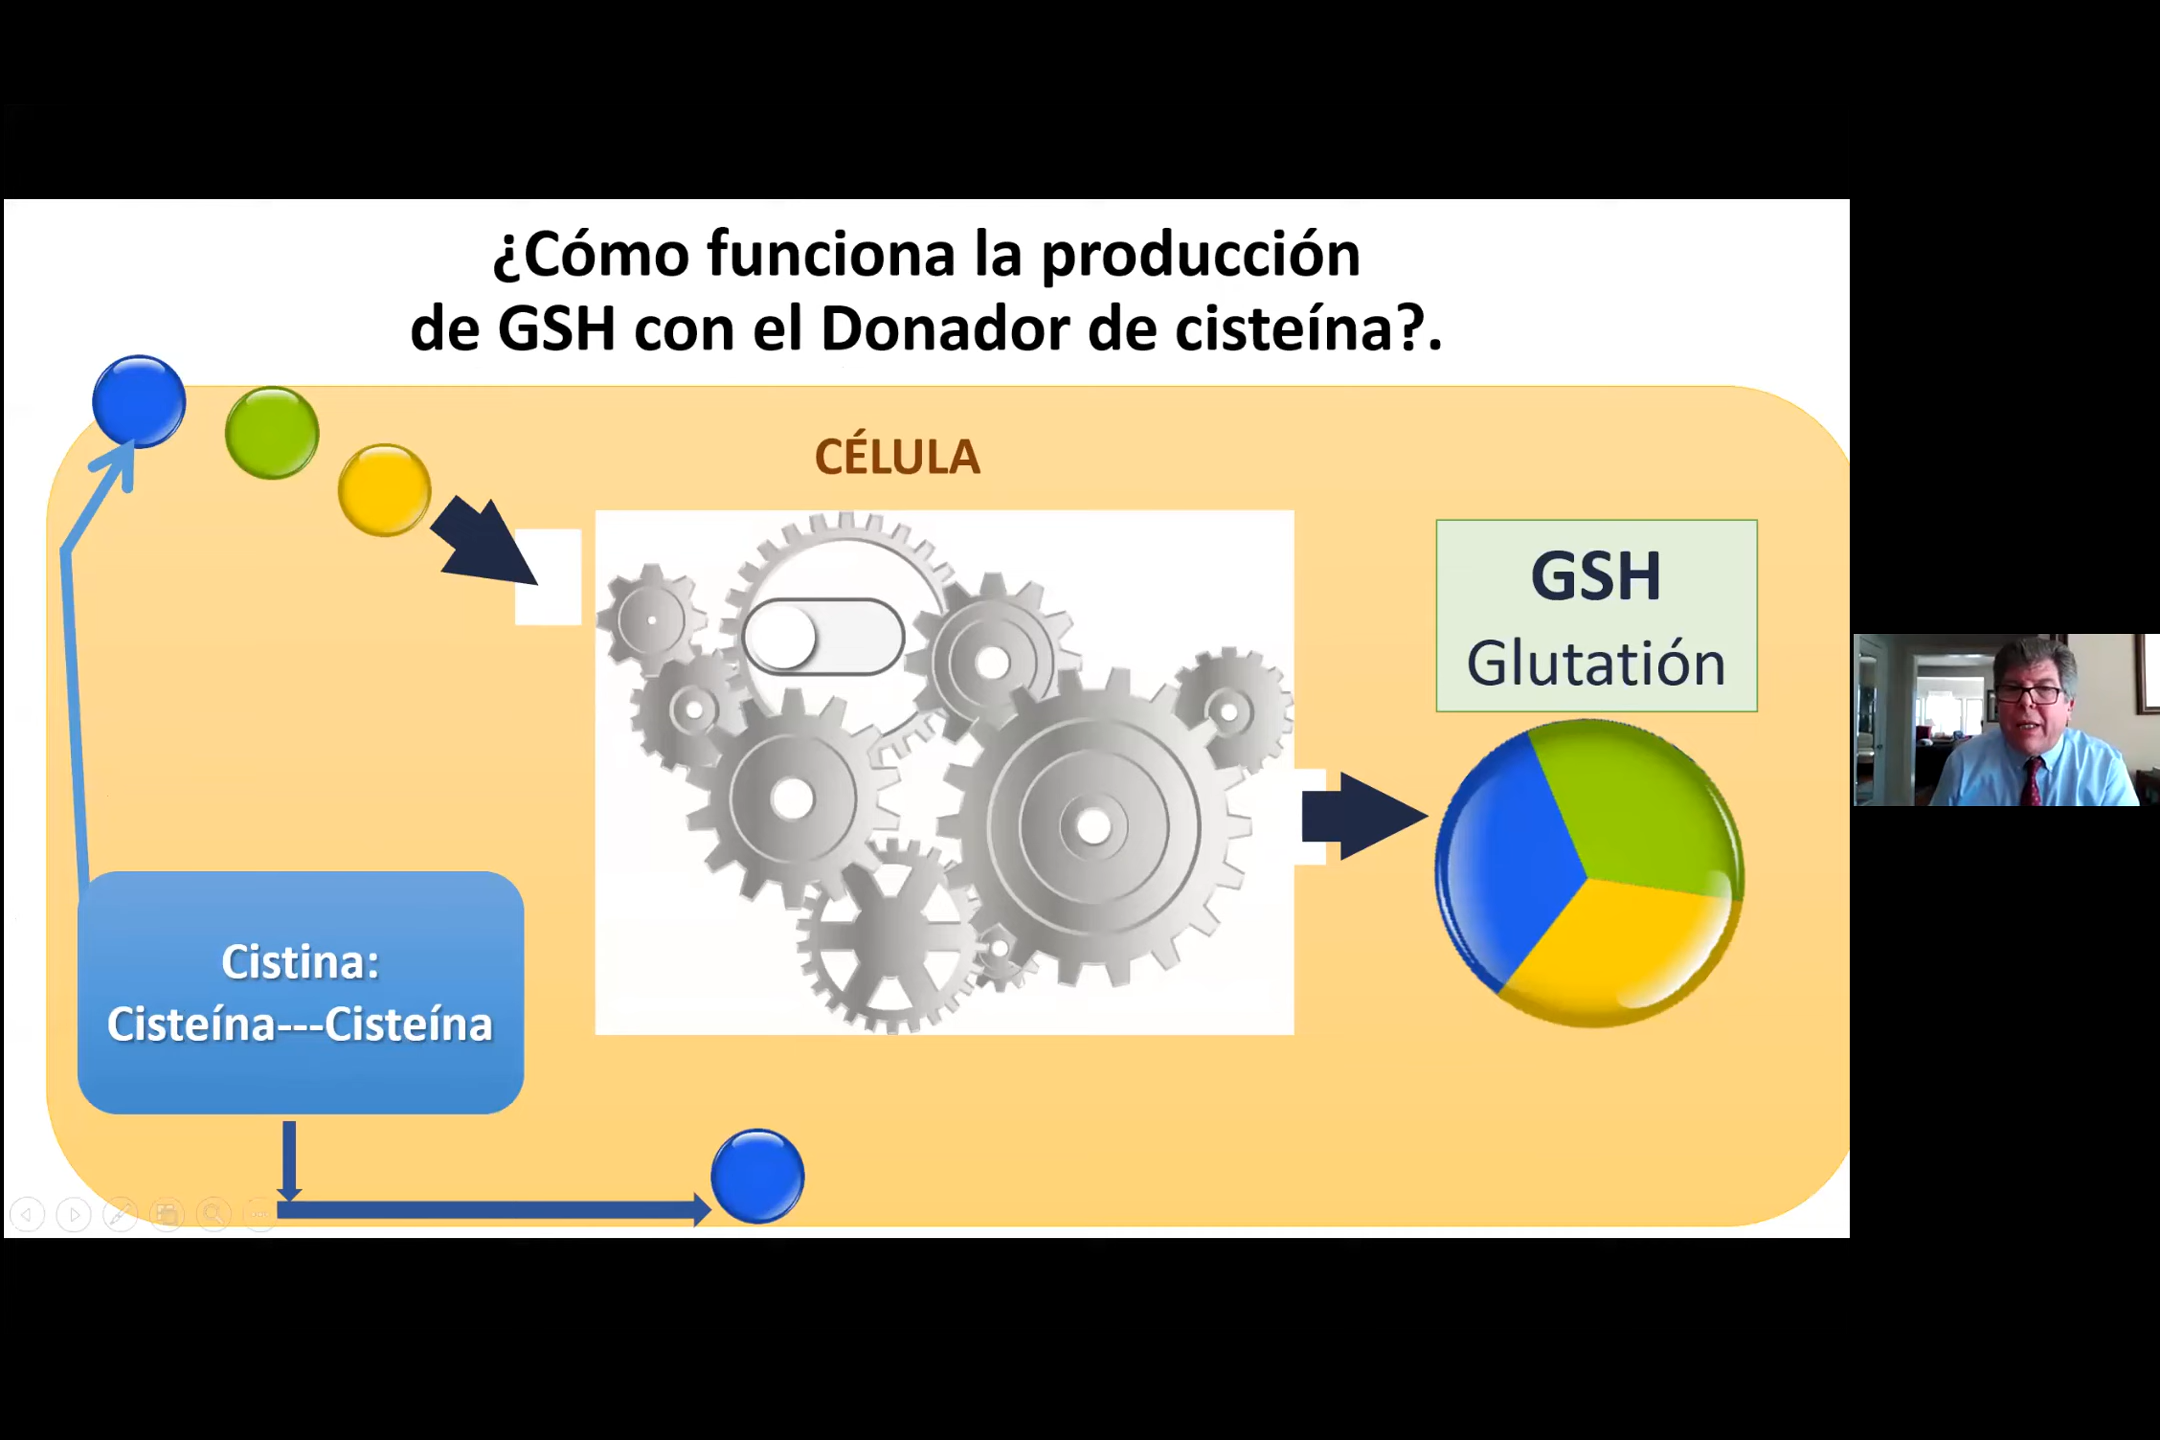 ¿Cómo funciona la producción
de GSH con el Donador de cisteína?.
CÉLULA
GSH
Glutatión
Cistina:
Cisteína---Cisteína